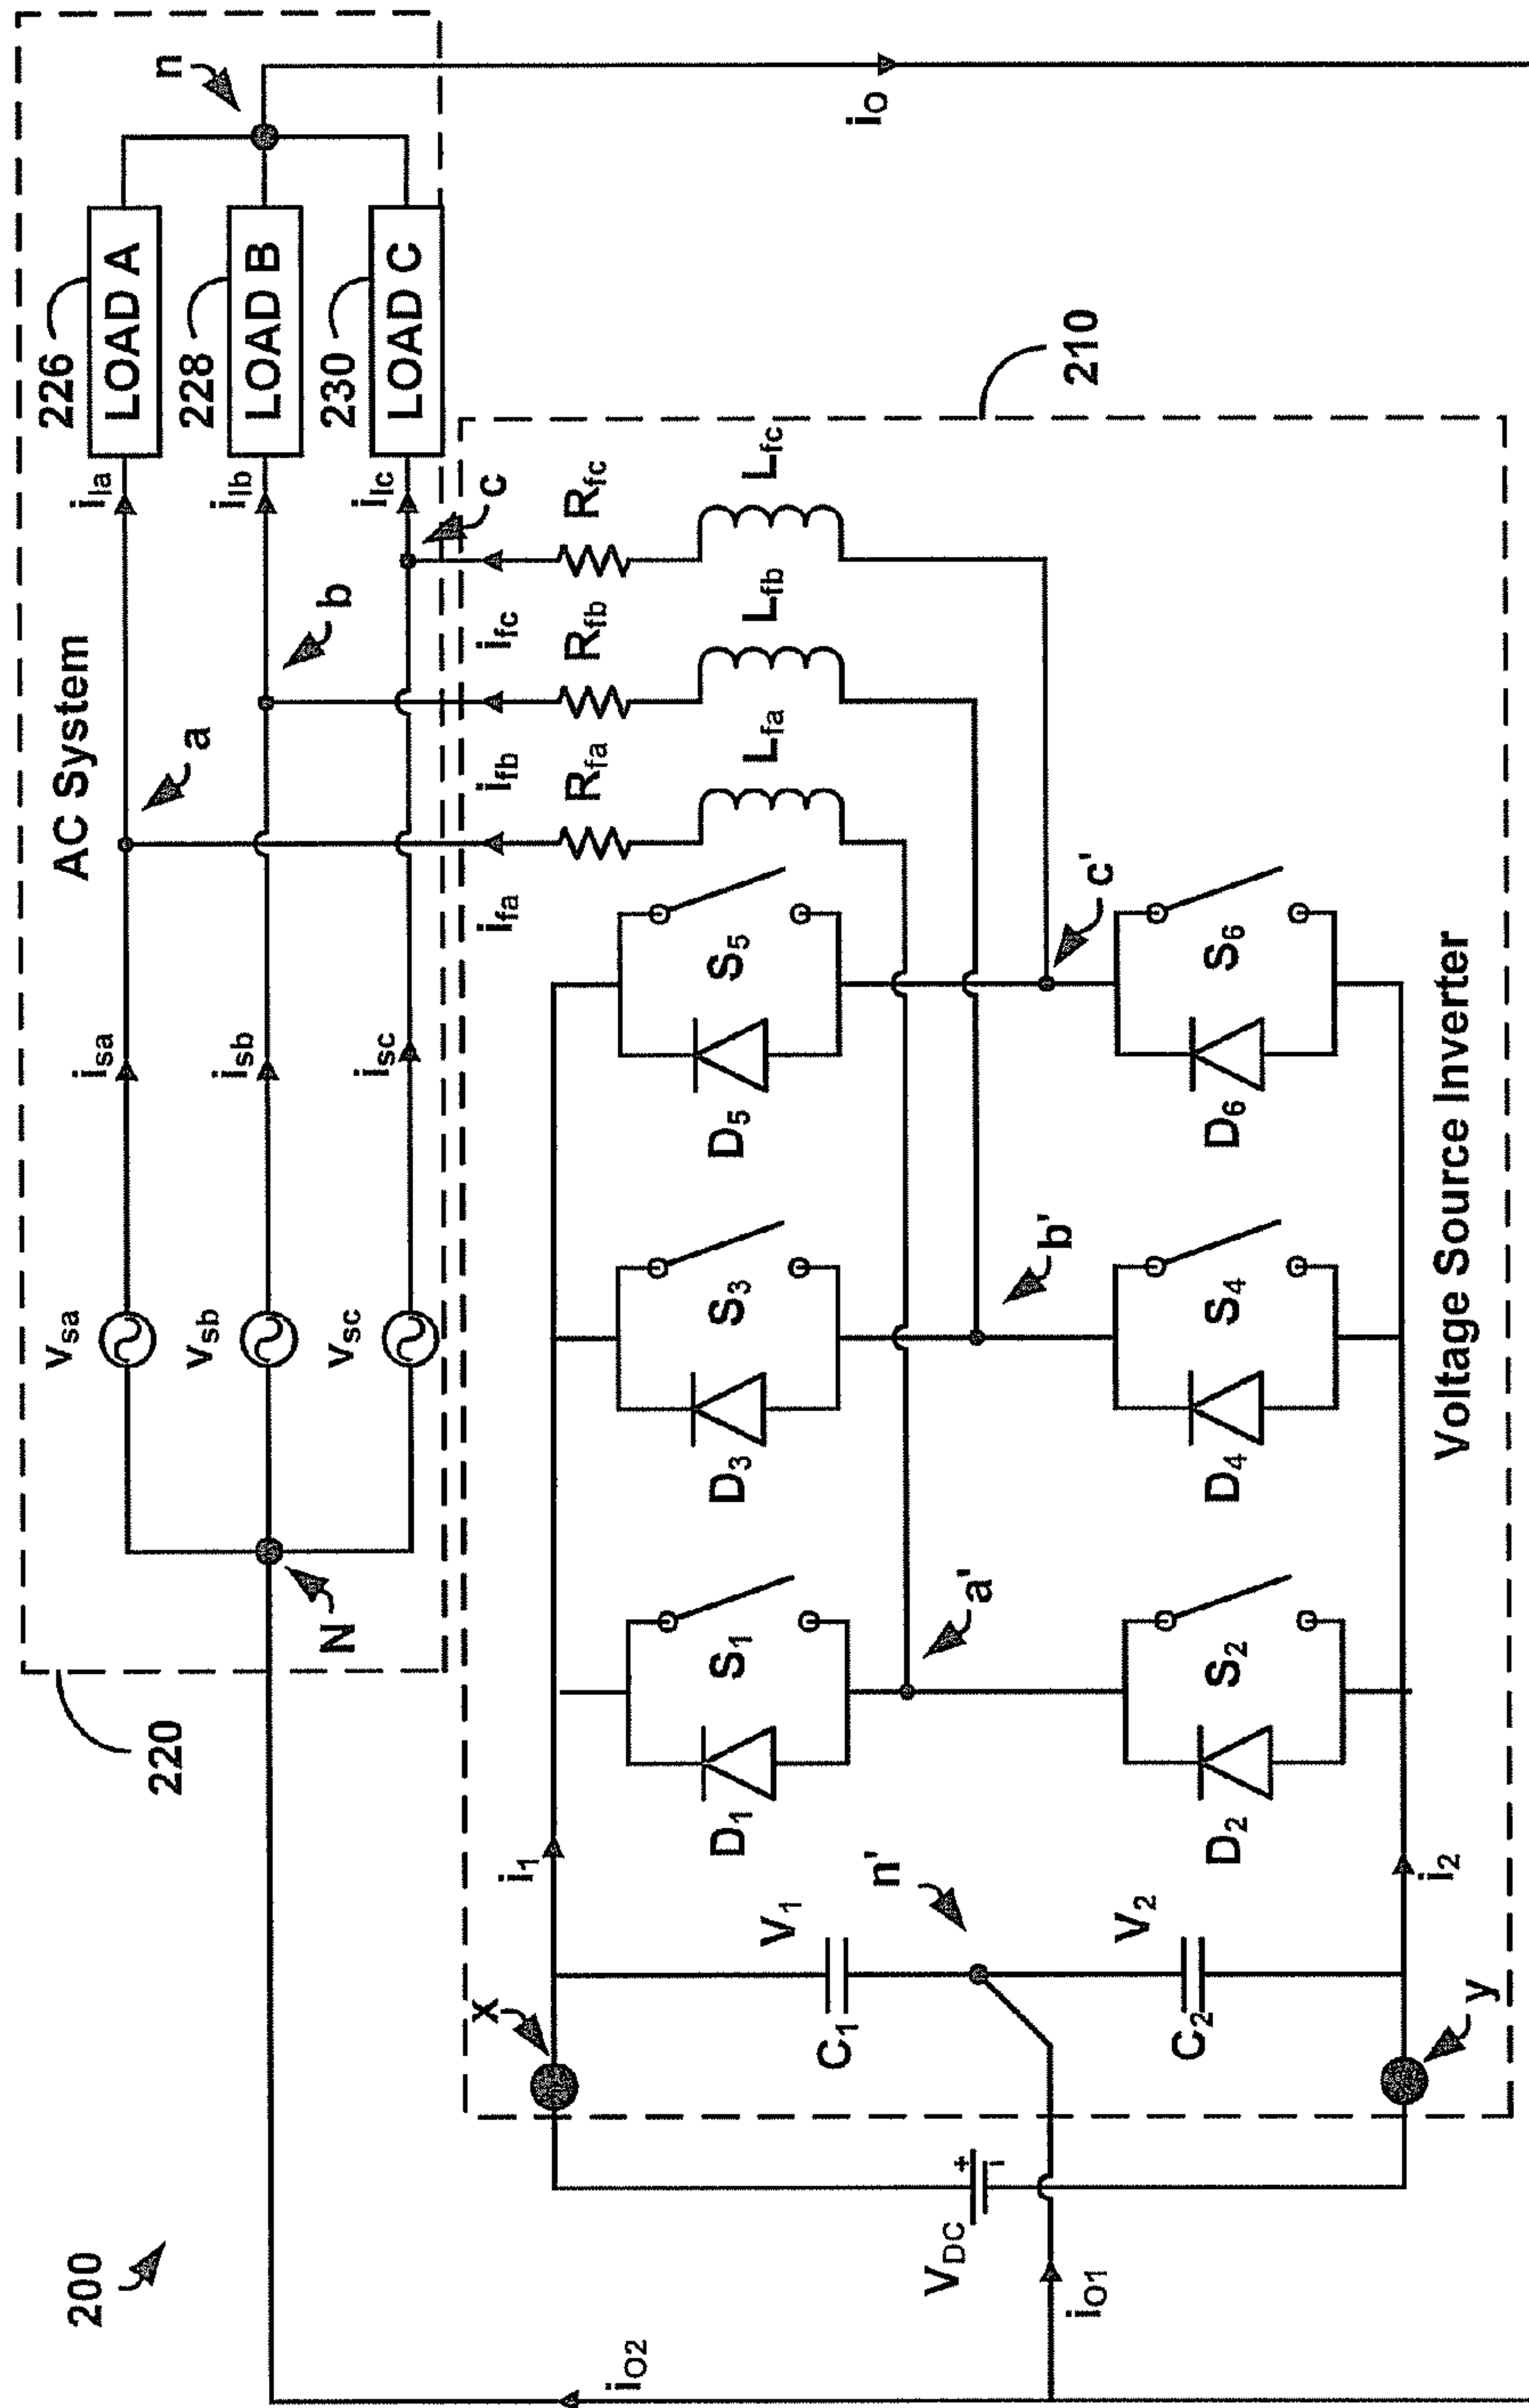 200
220
AC System
226
LOAD A
228
LOAD B
230
LOAD C
n
N
vsa
vsb
vsc
isa
isb
isc
ila
ilb
ilc
a
b
c
iO
iO1
iO2
210
ifa
ifb
ifc
Rfa
Rfb
Rfc
Lfa
Lfb
Lfc
x
y
i1
i2
VDC
+
-
C1
V1
C2
V2
n'
D1
S1
D3
S3
D5
S5
a'
b'
c'
D2
S2
D4
S4
D6
S6
Voltage Source Inverter